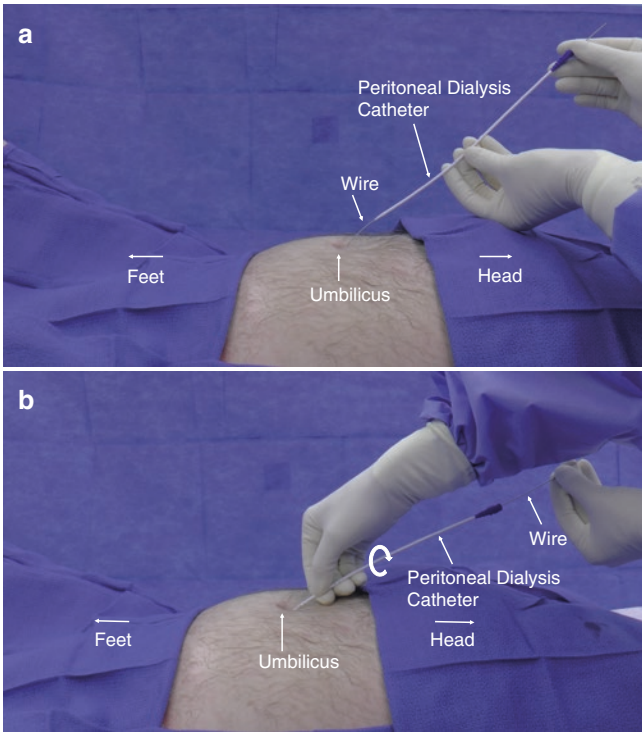 a
Peritoneal Dialysis
Catheter
Wire
Feet
Head
Umbilicus
b
Wire
Peritoneal Dialysis
Catheter
Feet
Head
Umbilicus